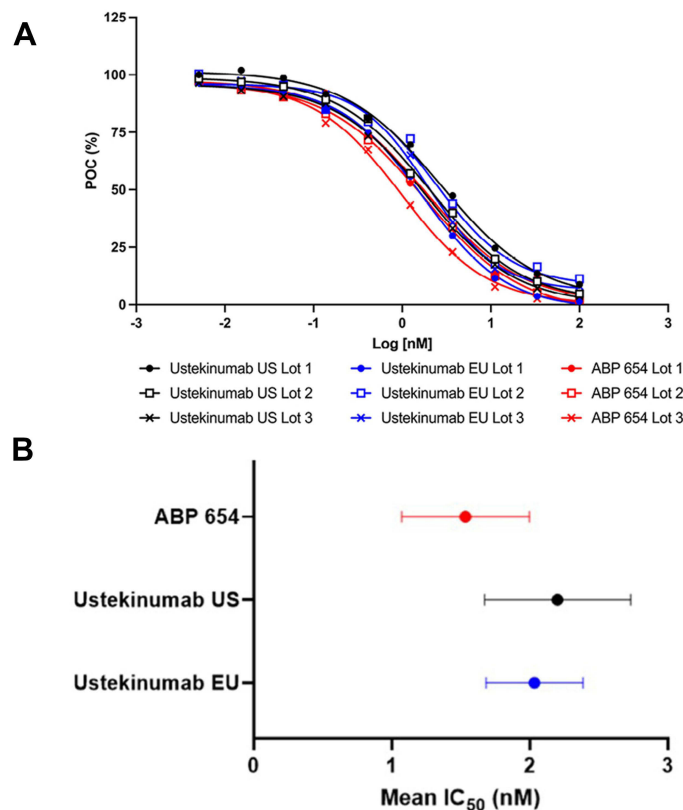 A
125
100
75
50
25
0
POC (%)
-3 -2 -1 0 1 2 3
Log [nM]
Ustekinumab US Lot 1 Ustekinumab EU Lot 1 ABP 654 Lot 1
Ustekinumab US Lot 2 Ustekinumab EU Lot 2 ABP 654 Lot 2
Ustekinumab US Lot 3 Ustekinumab EU Lot 3 ABP 654 Lot 3
B
ABP 654
Ustekinumab US
Ustekinumab EU
0 1 2 3
Mean IC50 (nM)